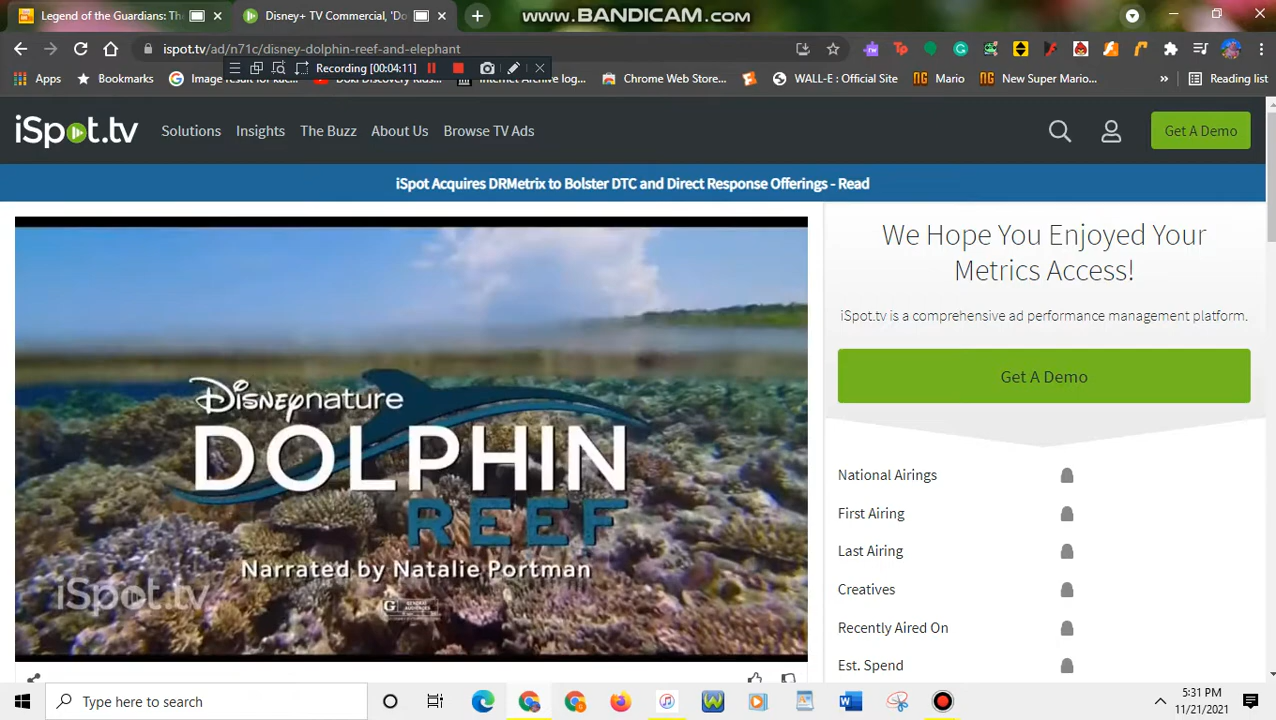 www.BANDICAM.com
Legend of the Guardians: Th
Disney+ TV Commercial, 'Do
ispot.tv/ad/n71c/disney-dolphin-reef-and-elephant
Recording [00:04:11]
Apps
Bookmarks
WALL-E : Official Site
Chrome Web Store...
Mario
New Super Mario...
Reading list
iSpot.tv
Solutions
Insights
The Buzz
About Us
Browse TV Ads
Get A Demo
iSpot Acquires DRMetrix to Bolster DTC and Direct Response Offerings - Read
Disneynature
DOLPHIN
REEF
Narrated by Natalie Portman
G GENERAL AUDIENCES
iSpot.tv
We Hope You Enjoyed Your
Metrics Access!
iSpot.tv is a comprehensive ad performance management platform.
Get A Demo
National Airings
First Airing
Last Airing
Creatives
Recently Aired On
Est. Spend
Type here to search
5:31 PM
11/21/2021